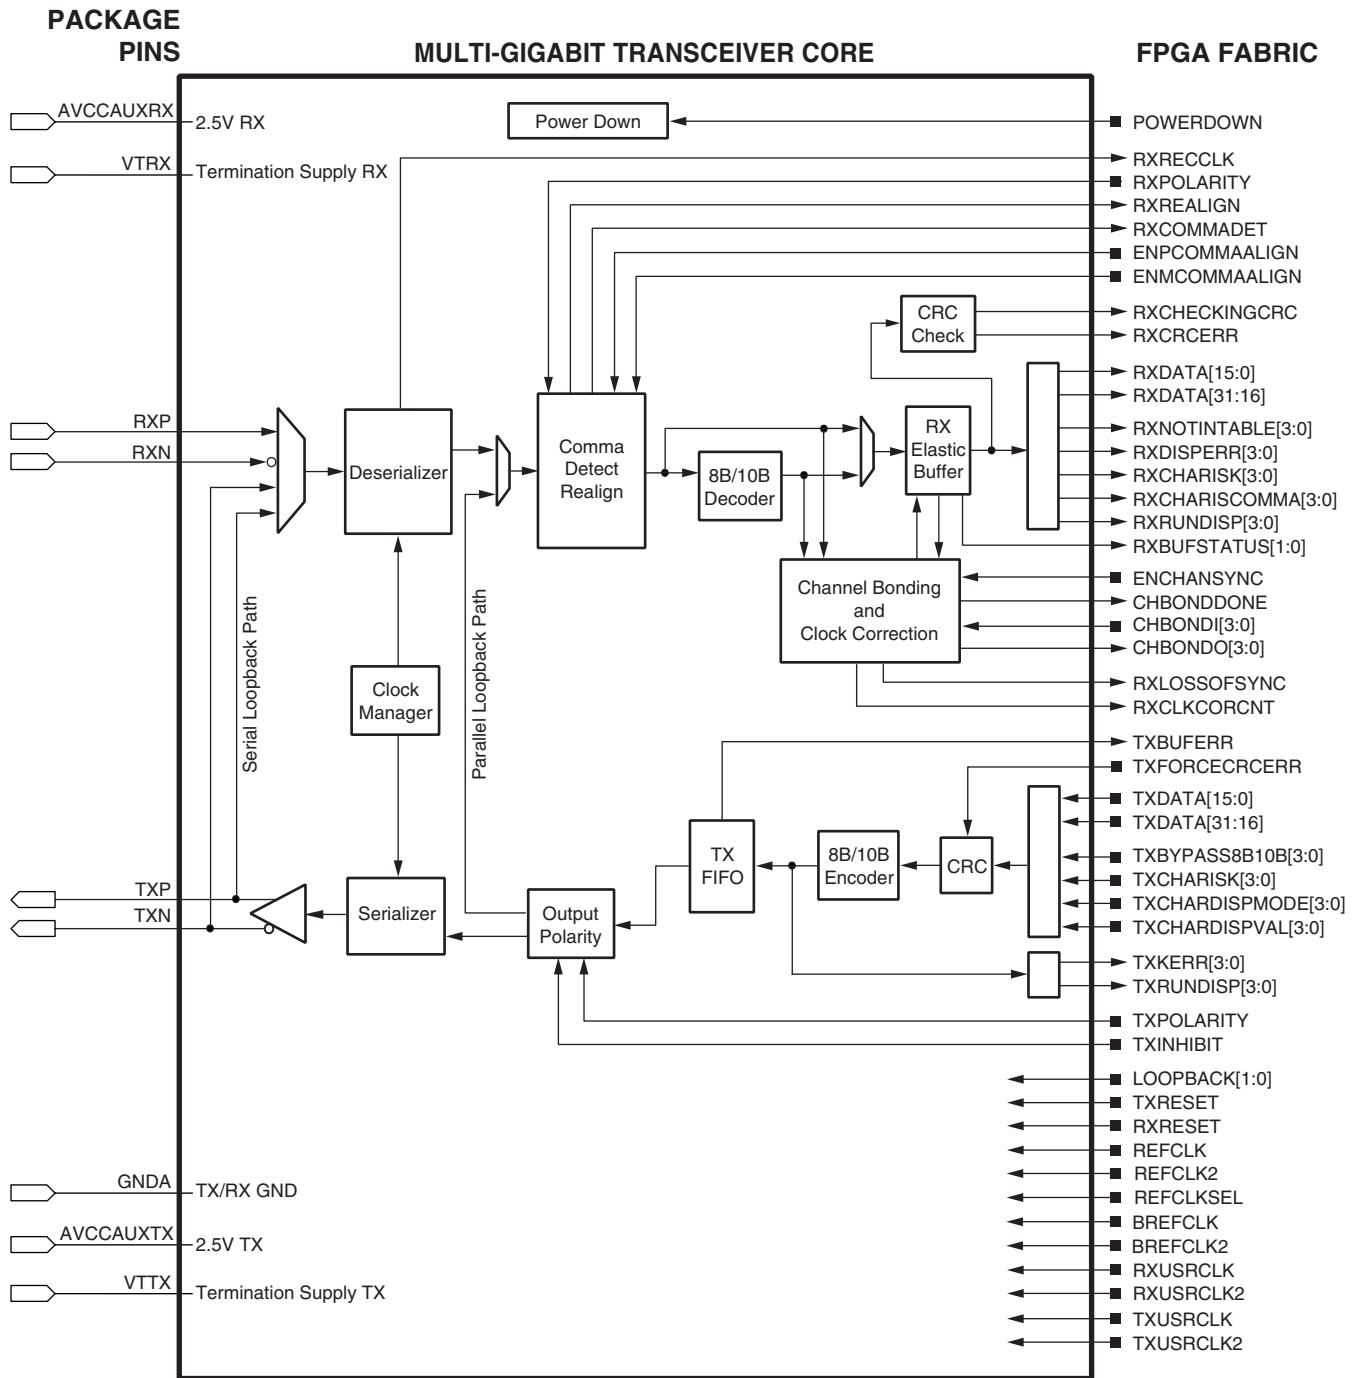 PACKAGE
PINS
MULTI-GIGABIT TRANSCEIVER CORE
FPGA FABRIC
AVCCAUXRX
2.5V RX
VTRX
Termination Supply RX
Power Down
POWERDOWN
RXRECCLK
RXPOLARITY
RXREALIGN
RXCOMMADET
ENPCOMMAALIGN
ENMCOMMAALIGN
CRC
Check
RXCHECKINGCRC
RXCRCERR
RXDATA[15:0]
RXDATA[31:16]
RXNOTINTABLE[3:0]
RXDISPERR[3:0]
RXCHARISK[3:0]
RXCHARISCOMMA[3:0]
RXRUNDISP[3:0]
RXBUFSTATUS[1:0]
RXP
RXN
Deserializer
Comma
Detect
Realign
8B/10B
Decoder
RX
Elastic
Buffer
Channel Bonding
and
Clock Correction
ENCHANSYNC
CHBONDDONE
CHBONDI[3:0]
CHBONDO[3:0]
RXLOSSOFSYNC
RXCLKCORCNT
Serial Loopback Path
Clock
Manager
Parallel Loopback Path
TXBUFERR
TXFORCECRCERR
TXDATA[15:0]
TXDATA[31:16]
TXBYPASS8B10B[3:0]
TXCHARISK[3:0]
TXCHARDISPMODE[3:0]
TXCHARDISPVAL[3:0]
TXKERR[3:0]
TXRUNDISP[3:0]
TXPOLARITY
TXINHIBIT
TXP
TXN
Serializer
Output
Polarity
TX
FIFO
8B/10B
Encoder
CRC
LOOPBACK[1:0]
TXRESET
RXRESET
REFCLK
REFCLK2
REFCLKSEL
BREFCLK
BREFCLK2
RXUSRCLK
RXUSRCLK2
TXUSRCLK
TXUSRCLK2
GNDA
TX/RX GND
AVCCAUXTX
2.5V TX
VTTX
Termination Supply TX